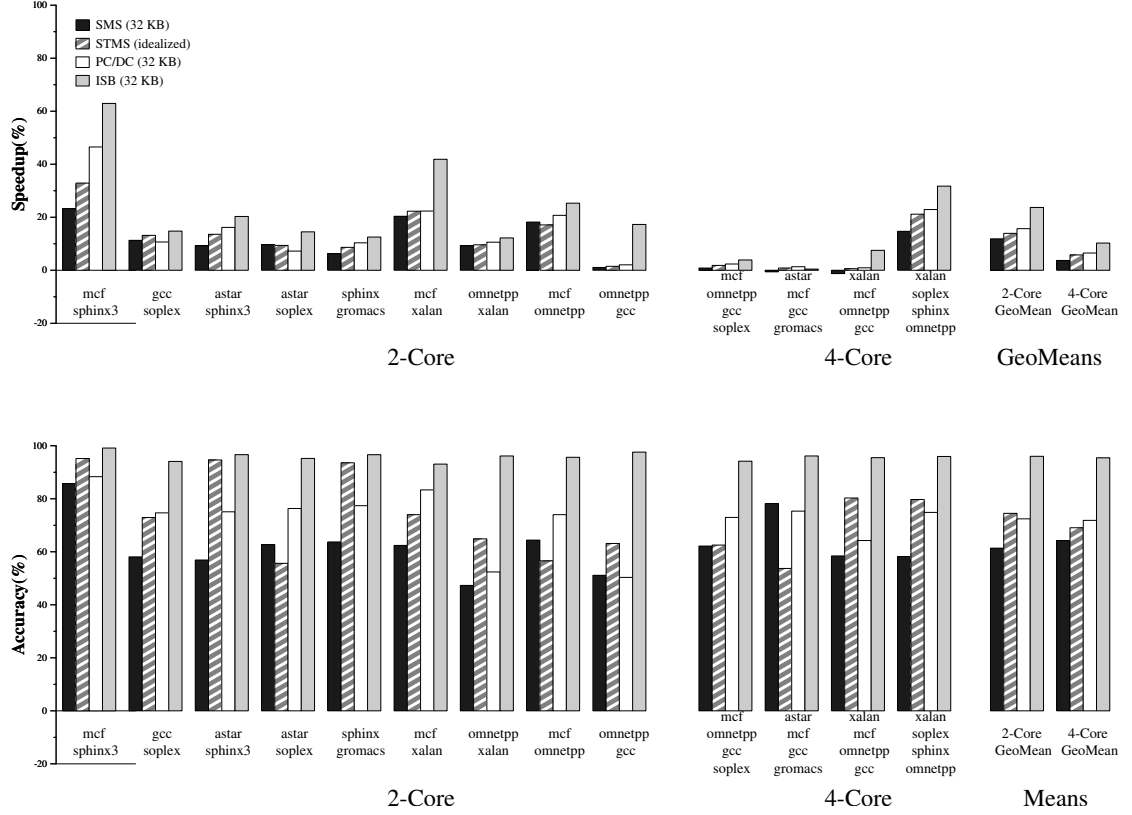 100
80
60
40
20
0
-20
Speedup(%)
SMS (32 KB)
STMS (idealized)
PC/DC (32 KB)
ISB (32 KB)
mcf
sphinx3
gcc
soplex
astar
sphinx3
astar
soplex
sphinx
gromacs
mcf
xalan
omnetpp
xalan
mcf
omnetpp
omnetpp
gcc
mcf
omnetpp
gcc
soplex
astar
mcf
gcc
gromacs
xalan
mcf
omnetpp
gcc
xalan
soplex
sphinx
omnetpp
2-Core
GeoMean
4-Core
GeoMean
2-Core
4-Core
GeoMeans
100
80
60
40
20
0
-20
Accuracy(%)
mcf
sphinx3
gcc
soplex
astar
sphinx3
astar
soplex
sphinx
gromacs
mcf
xalan
omnetpp
xalan
mcf
omnetpp
omnetpp
gcc
mcf
omnetpp
gcc
soplex
astar
mcf
gcc
gromacs
xalan
mcf
omnetpp
gcc
xalan
soplex
sphinx
omnetpp
2-Core
GeoMean
4-Core
GeoMean
2-Core
4-Core
Means